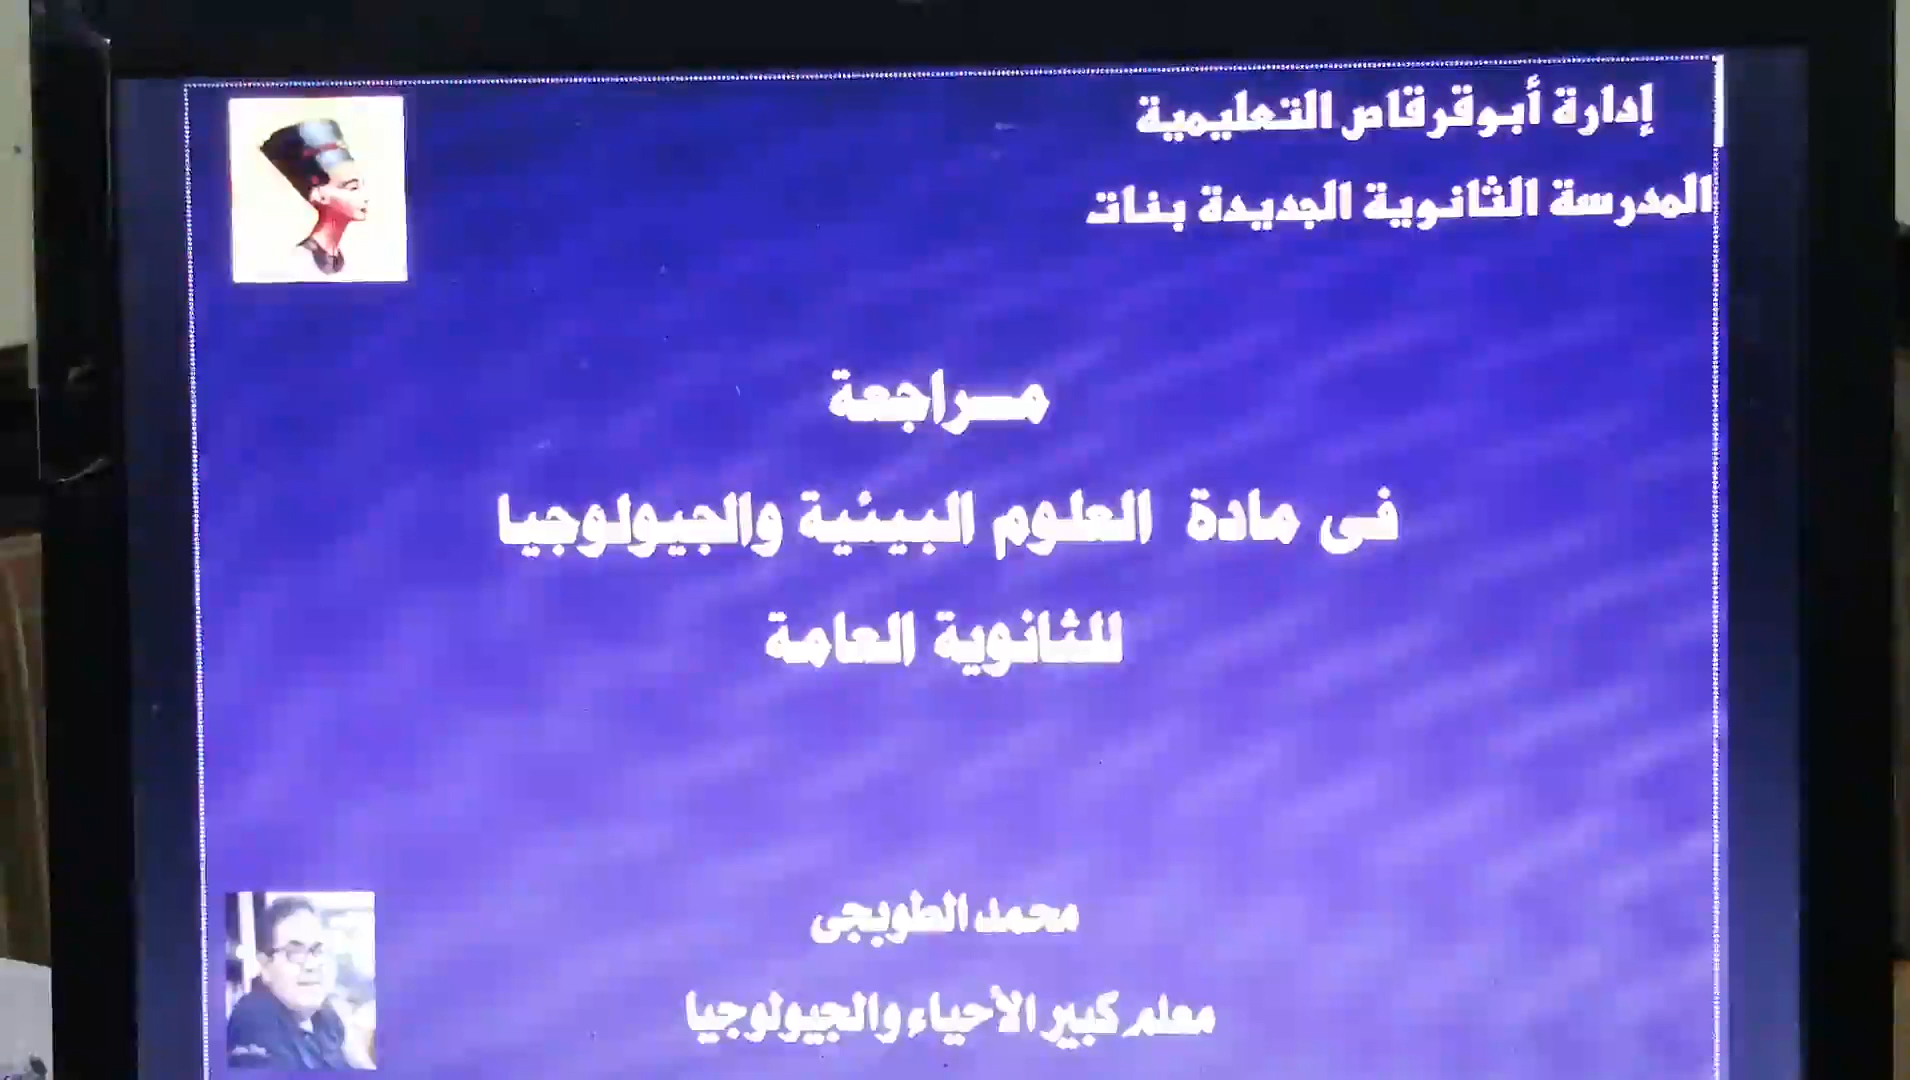 إدارة أبوقرقاص التعليمية
المدرسة الثانوية الجديدة بنات
مـراجعة
فى مادة العلوم البيئية والجيولوجيا
للثانوية العامة
محمد الطوبجى
معلم كبير الأحياء والجيولوجيا